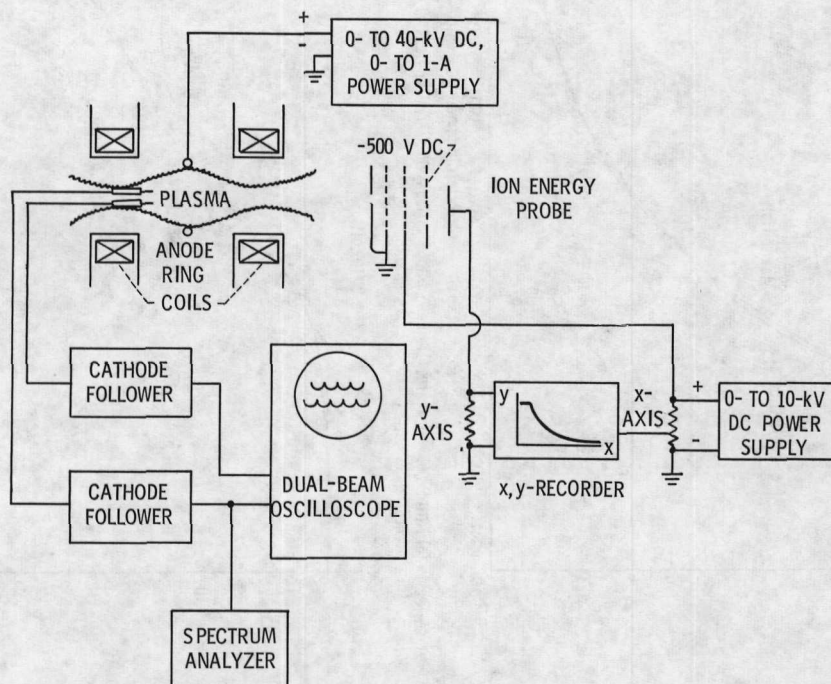 +
-
0- TO 40-kV DC,
0- TO 1-A
POWER SUPPLY
-500 V DC
ION ENERGY
PROBE
PLASMA
ANODE
RING
COILS
CATHODE
FOLLOWER
CATHODE
FOLLOWER
DUAL-BEAM
OSCILLOSCOPE
SPECTRUM
ANALYZER
y-
AXIS
y
x
x, y-RECORDER
x-
AXIS
+
-
0- TO 10-kV
DC POWER
SUPPLY